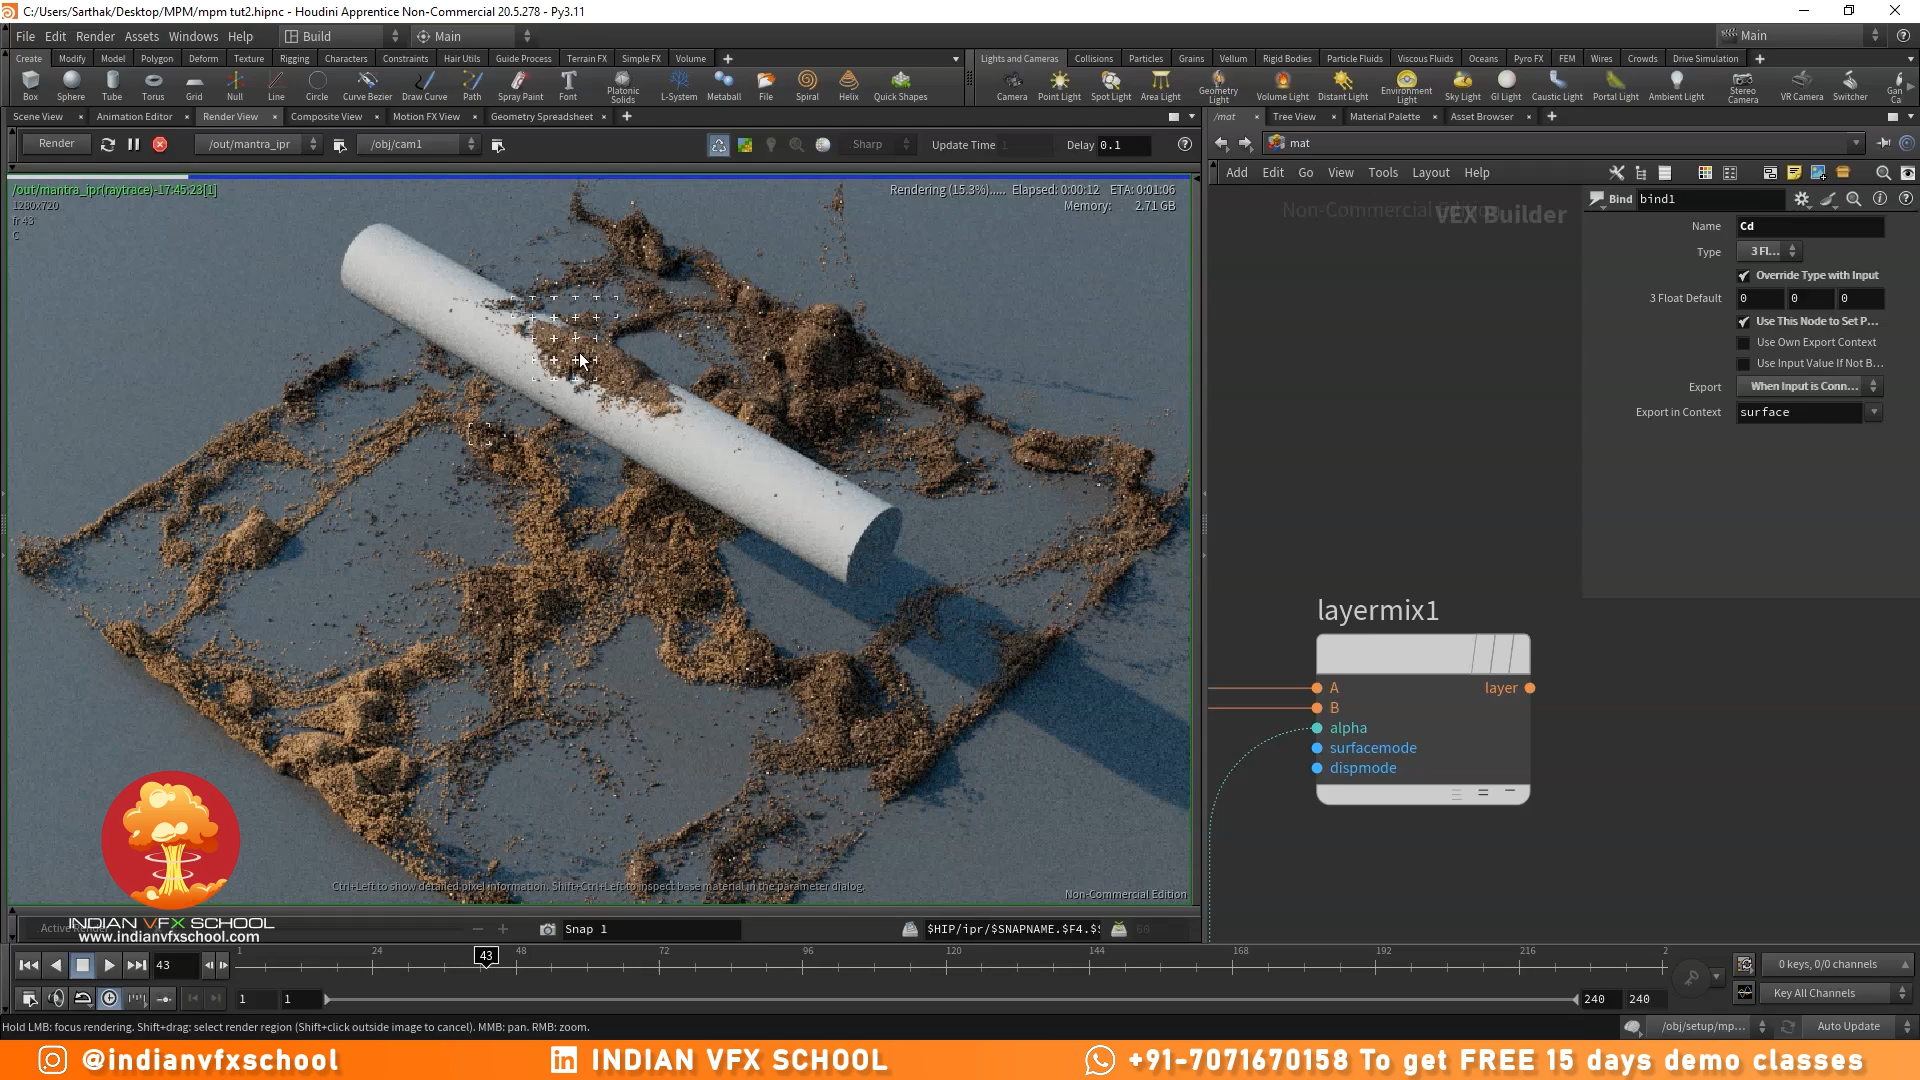 C:/Users/Sarthak/Desktop/MPM/mpm tut2.hipnc - Houdini Apprentice Non-Commercial 20.5.278 - Py3.11
File Edit Render Assets Windows Help Build Main Main
Create Modify Model Polygon Deform Texture Rigging Characters Constraints Hair Utils Guide Process Terrain FX Simple FX Volume
Lights and Cameras Collisions Particles Grains Vellum Rigid Bodies Particle Fluids Viscous Fluids Oceans Pyro FX FEM Wires Crowds Drive Simulation
Box Sphere Tube Torus Grid Null Line Circle Curve Bezier Draw Curve Path Spray Paint Font Platonic Solids L-System Metaball File Spiral Helix Quick Shapes
Camera Point Light Spot Light Area Light Geometry Light Volume Light Distant Light Environment Light Sky Light GI Light Caustic Light Portal Light Ambient Light Stereo Camera VR Camera Switcher Gan Ca
Scene View Animation Editor Render View Composite View Motion FX View Geometry Spreadsheet
/mat Tree View Material Palette Asset Browser
Render /out/mantra_ipr /obj/cam1 Sharp Update Time 1 Delay 0.1
mat
Add Edit Go View Tools Layout Help
/out/mantra_ipr(raytrace)-17:45:23[1]
1280x720
fr 43
C
Rendering (15.3%)..... Elapsed: 0:00:12 ETA: 0:01:06
Memory: 2.71 GB
Non-Commercial Edition
VEX Builder
Bind bind1
Name Cd
Type 3 Fl...
Override Type with Input
3 Float Default 0 0 0
Use This Node to Set P...
Use Own Export Context
Use Input Value If Not B...
Export When Input is Conn...
Export in Context surface
layermix1
A layer
B
alpha
surfacemode
dispmode
Ctrl+Left to show detailed pixel information. Shift+Ctrl+Left to inspect base material in the parameter dialog.
Non-Commercial Edition
INDIAN VFX SCHOOL
www.indianvfxschool.com
Snap 1 $HIP/ipr/$SNAPNAME.$F4.$S 60
43 1 24 43 48 72 96 120 144 168 192 216 2
0 keys, 0/0 channels
1 1 240 240 Key All Channels
Hold LMB: focus rendering. Shift+drag: select render region (Shift+click outside image to cancel). MMB: pan. RMB: zoom.
/obj/setup/mp... Auto Update
@indianvfxschool INDIAN VFX SCHOOL +91-7071670158 To get FREE 15 days demo classes